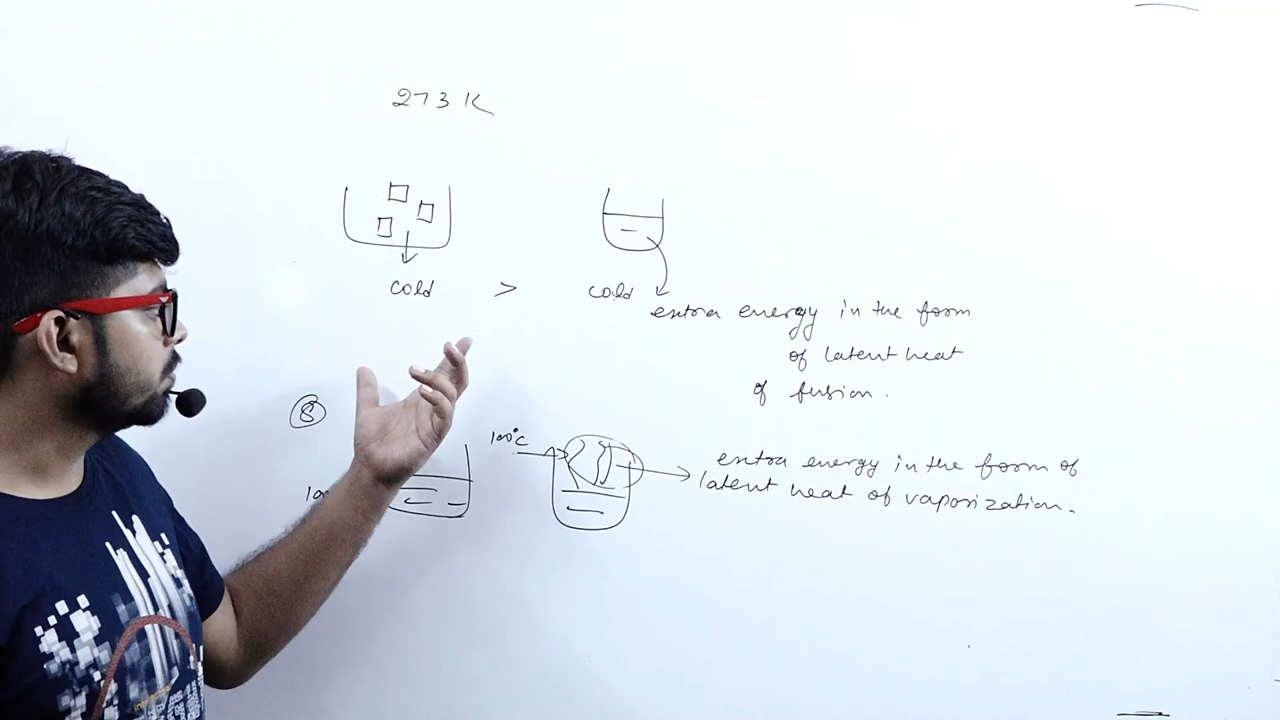 273 K
cold > cold
extra energy in the form
of latent heat
of fusion.
8
100°C
extra energy in the form of
latent heat of vaporization.